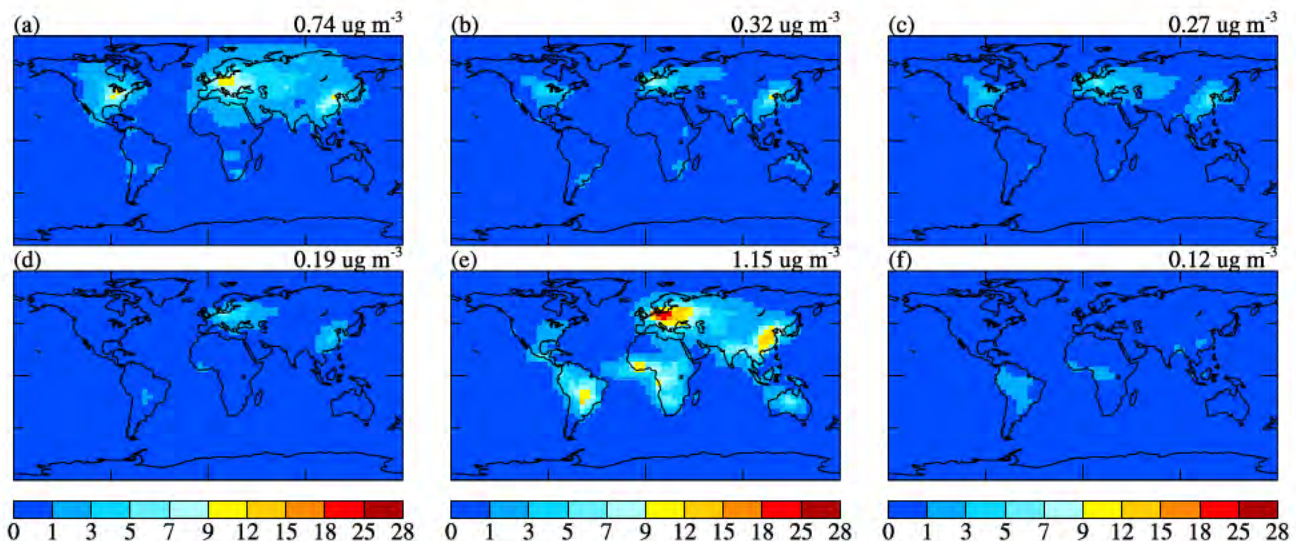 (a) 0.74 ug m-3
(b) 0.32 ug m-3
(c) 0.27 ug m-3
(d) 0.19 ug m-3
(e) 1.15 ug m-3
(f) 0.12 ug m-3
0 1 3 5 7 9 12 15 18 25 28
0 1 3 5 7 9 12 15 18 25 28
0 1 3 5 7 9 12 15 18 25 28